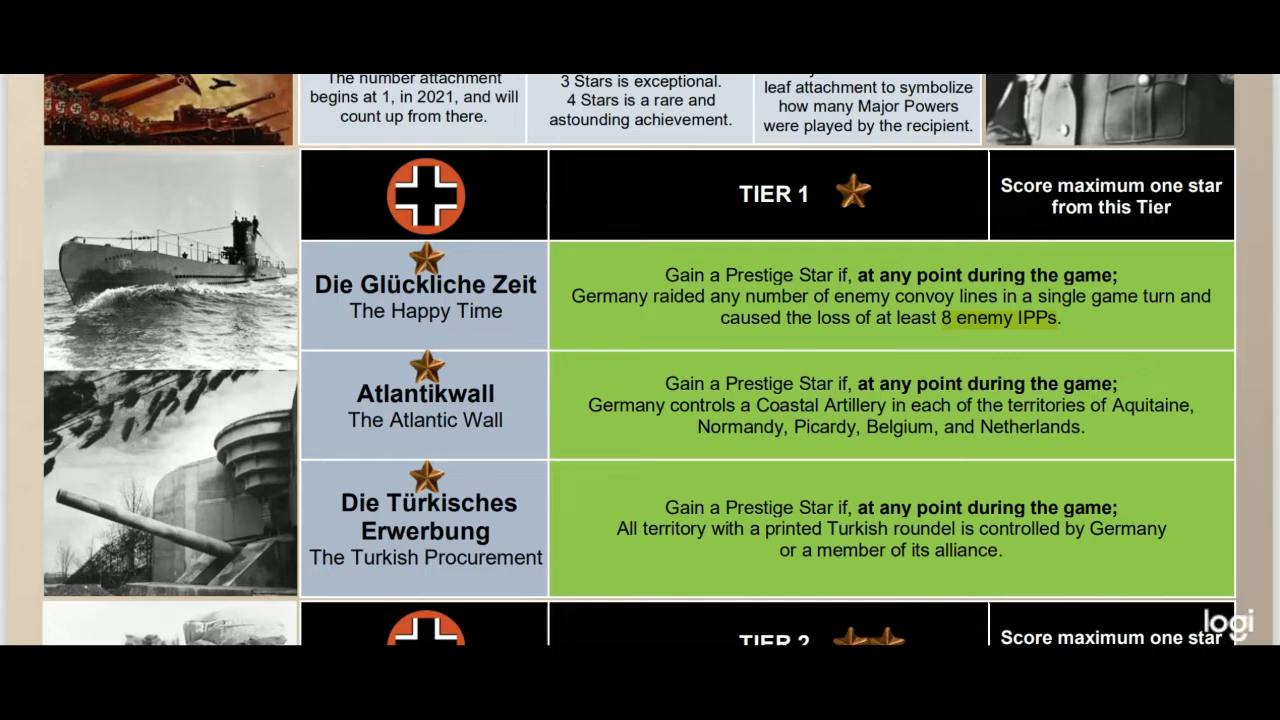 The number attachment
begins at 1, in 2021, and will
count up from there.
3 Stars is exceptional.
4 Stars is a rare and
astounding achievement.
leaf attachment to symbolize
how many Major Powers
were played by the recipient.
TIER 1
Score maximum one star
from this Tier
Die Glückliche Zeit
The Happy Time
Gain a Prestige Star if, at any point during the game;
Germany raided any number of enemy convoy lines in a single game turn and
caused the loss of at least 8 enemy IPPs.
Atlantikwall
The Atlantic Wall
Gain a Prestige Star if, at any point during the game;
Germany controls a Coastal Artillery in each of the territories of Aquitaine,
Normandy, Picardy, Belgium, and Netherlands.
Die Türkisches
Erwerbung
The Turkish Procurement
Gain a Prestige Star if, at any point during the game;
All territory with a printed Turkish roundel is controlled by Germany
or a member of its alliance.
TIER 2
Score maximum one star
logi